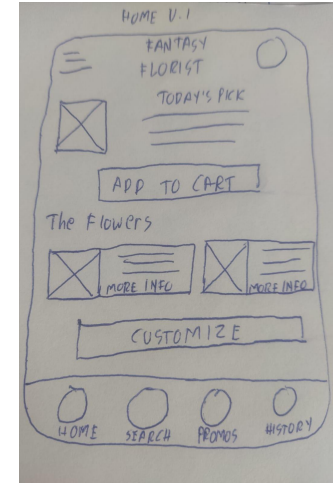 HOME V.1
FANTASY
FLORIST
TODAY'S PICK
ADD TO CART
The Flowers
MORE INFO MORE INFO
CUSTOMIZE
HOME SEARCH PROMOS HISTORY